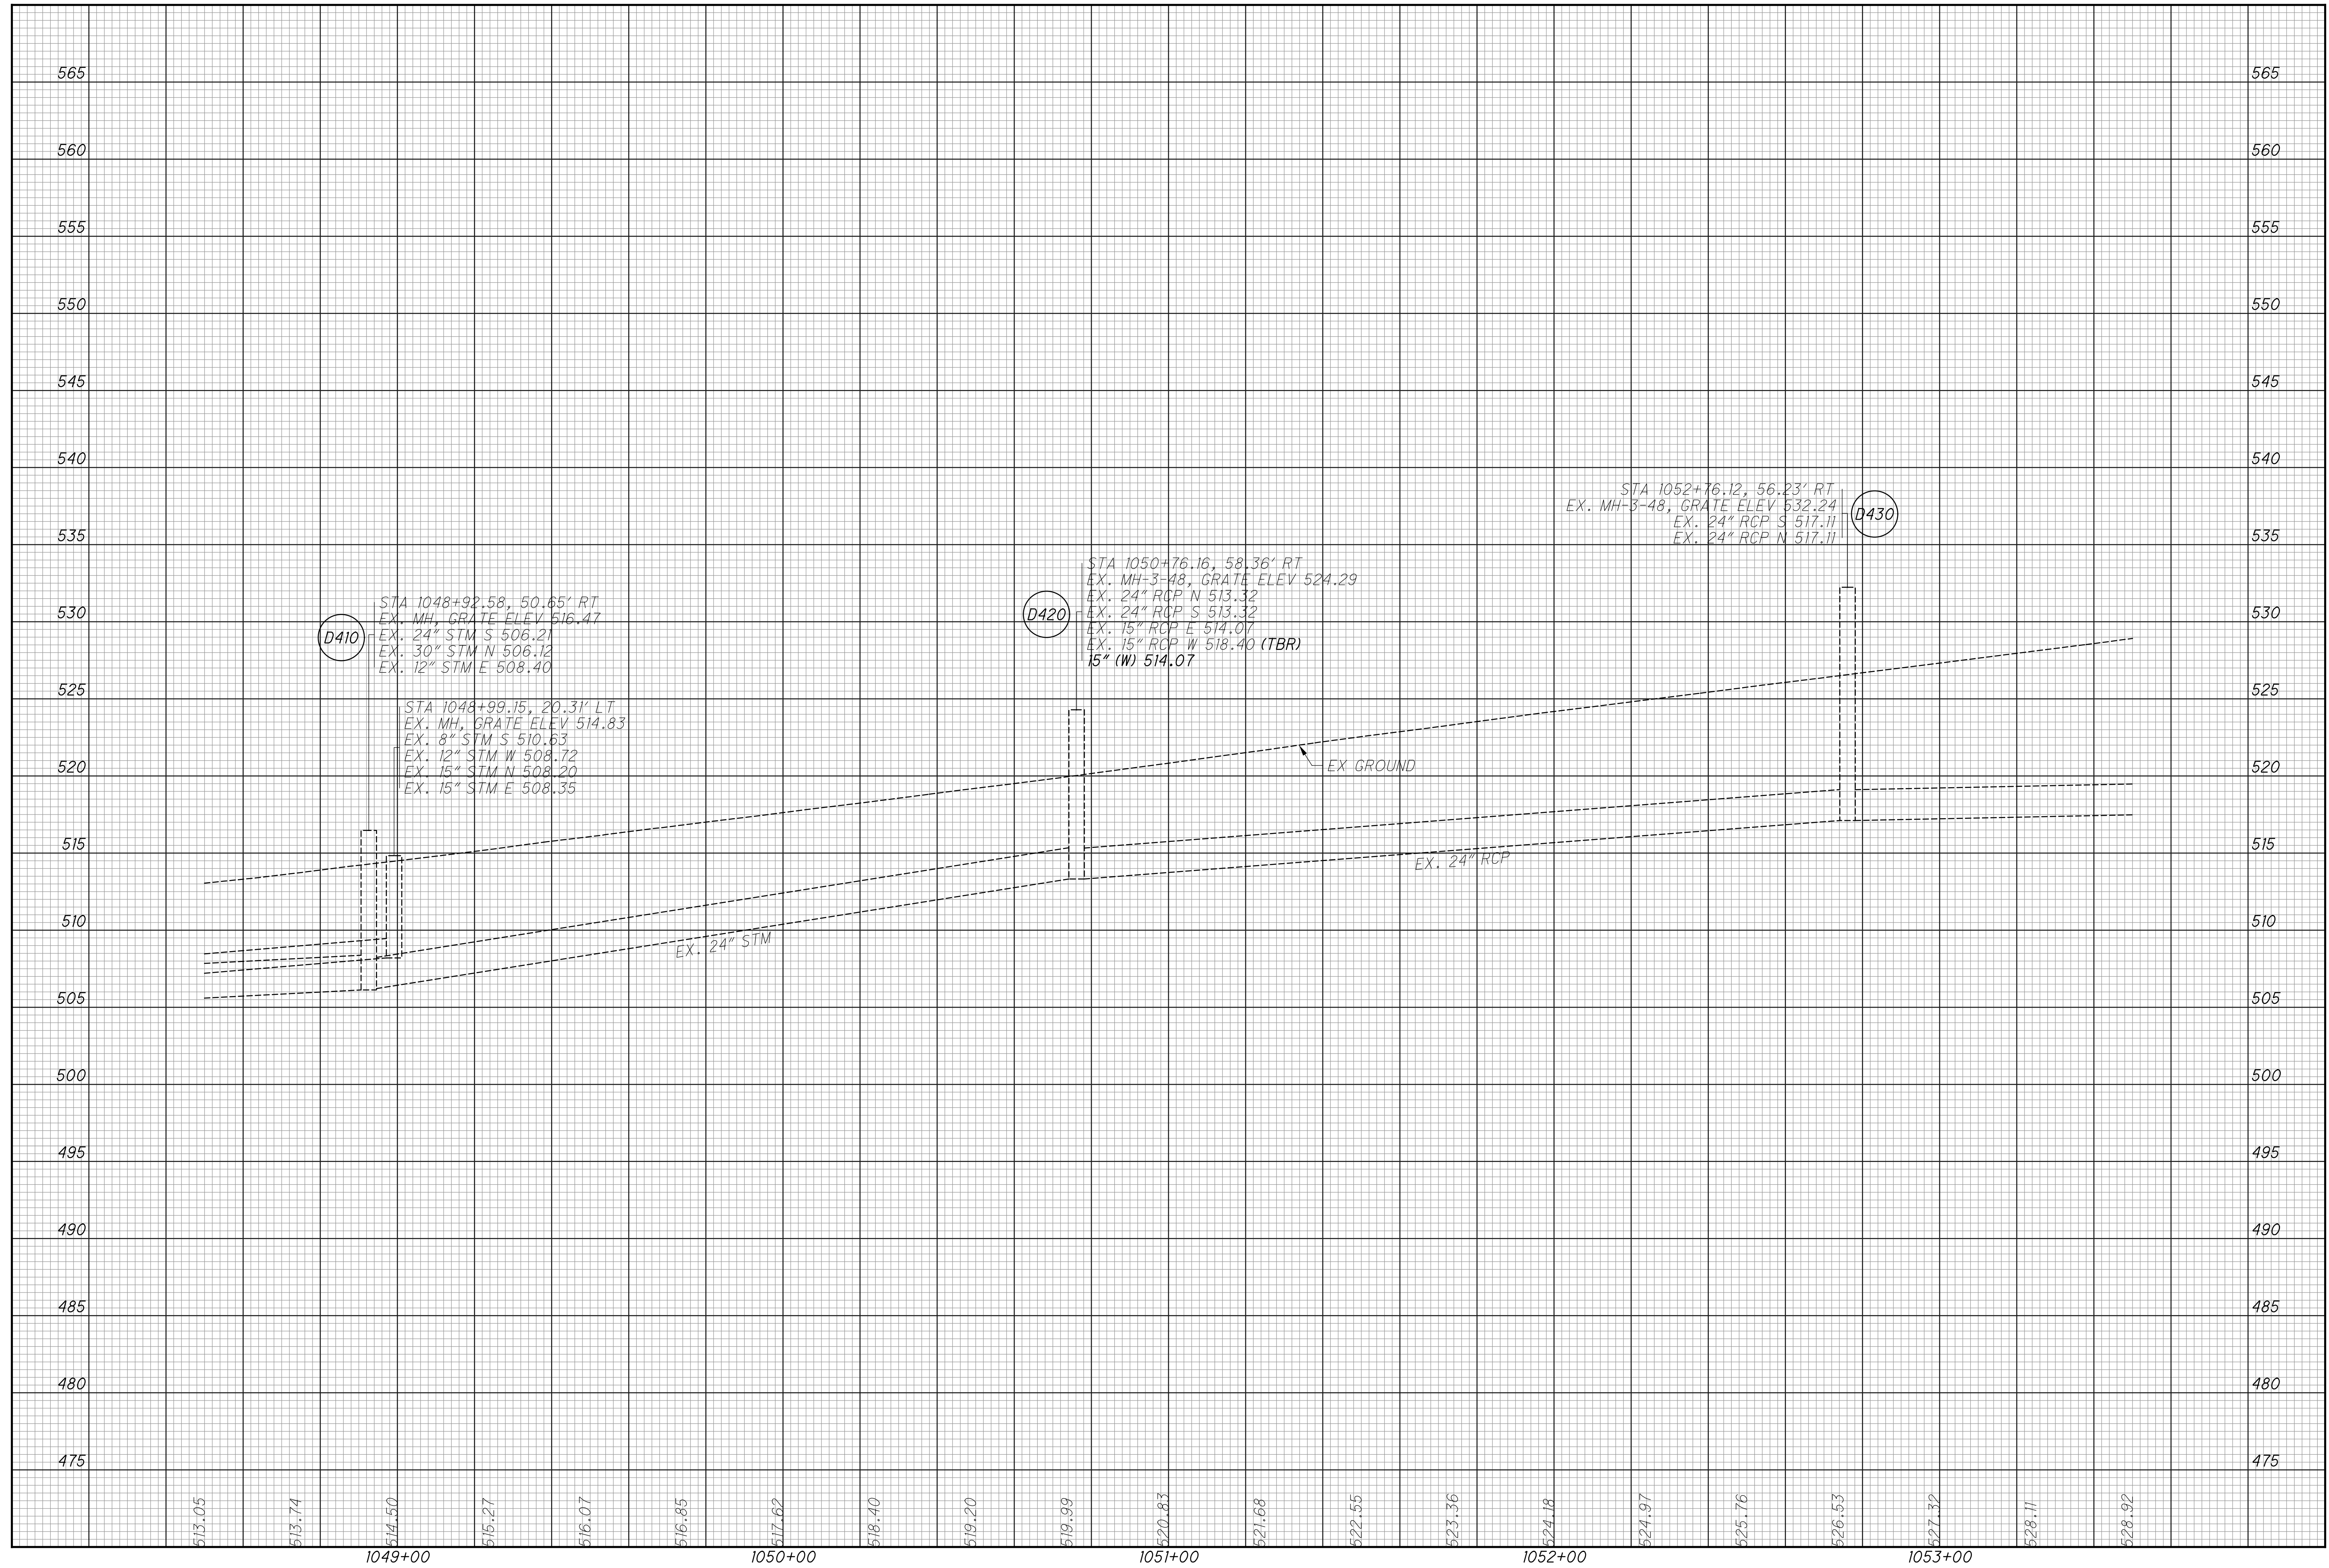 565 565
560 560
555 555
550 550
545 545
540 540
STA 1052+76.12, 56.23' RT
EX. MH-3-48, GRATE ELEV 532.24
EX. 24" RCP S 517.11
EX. 24" RCP N 517.11
D430
535 535
STA 1050+76.16, 58.36' RT
EX. MH-3-48, GRATE ELEV 524.29
EX. 24" RCP N 513.32
EX. 24" RCP S 513.32
EX. 15" RCP E 514.07
EX. 15" RCP W 518.40 (TBR)
15" (W) 514.07
D420
STA 1048+92.58, 50.65' RT
EX. MH, GRATE ELEV 516.47
EX. 24" STM S 506.21
EX. 30" STM N 506.12
EX. 12" STM E 508.40
D410
530 530
525 525
STA 1048+99.15, 20.31' LT
EX. MH, GRATE ELEV 514.83
EX. 8" STM S 510.63
EX. 12" STM W 508.72
EX. 15" STM N 508.20
EX. 15" STM E 508.35
EX GROUND
520 520
515 515
EX. 24" RCP
510 510
EX. 24" STM
505 505
500 500
495 495
490 490
485 485
480 480
475 475
513.05
513.74
514.50
515.27
516.07
516.85
517.62
518.40
519.20
519.99
520.83
521.68
522.55
523.36
524.18
524.97
525.76
526.53
527.32
528.11
528.92
1049+00 1050+00 1051+00 1052+00 1053+00